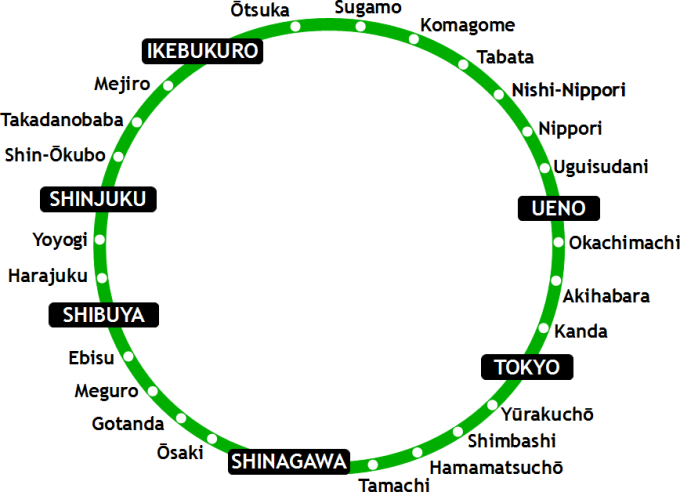 Ōtsuka
Sugamo
Komagome
Tabata
Nishi-Nippori
Nippori
Uguisudani
UENO
Okachimachi
Akihabara
Kanda
TOKYO
Yūrakuchō
Shimbashi
Hamamatsuchō
Tamachi
SHINAGAWA
Ōsaki
Gotanda
Meguro
Ebisu
SHIBUYA
Harajuku
Yoyogi
SHINJUKU
Shin-Ōkubo
Takadanobaba
Mejiro
IKEBUKURO